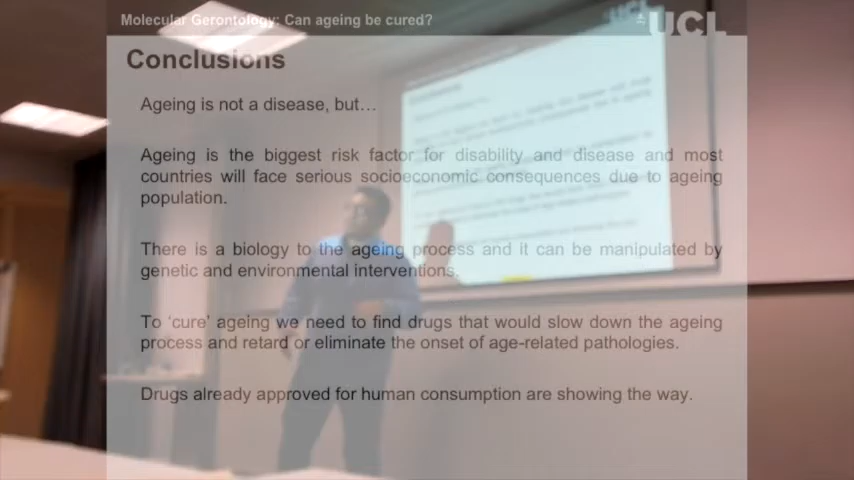 Molecular Gerontology: Can ageing be cured?
UCL
Conclusions
Ageing is not a disease, but…
Ageing is the biggest risk factor for disability and disease and most
countries will face serious socioeconomic consequences due to ageing
population.
There is a biology to the ageing process and it can be manipulated by
genetic and environmental interventions.
To ‘cure’ ageing we need to find drugs that would slow down the ageing
process and retard or eliminate the onset of age-related pathologies.
Drugs already approved for human consumption are showing the way.